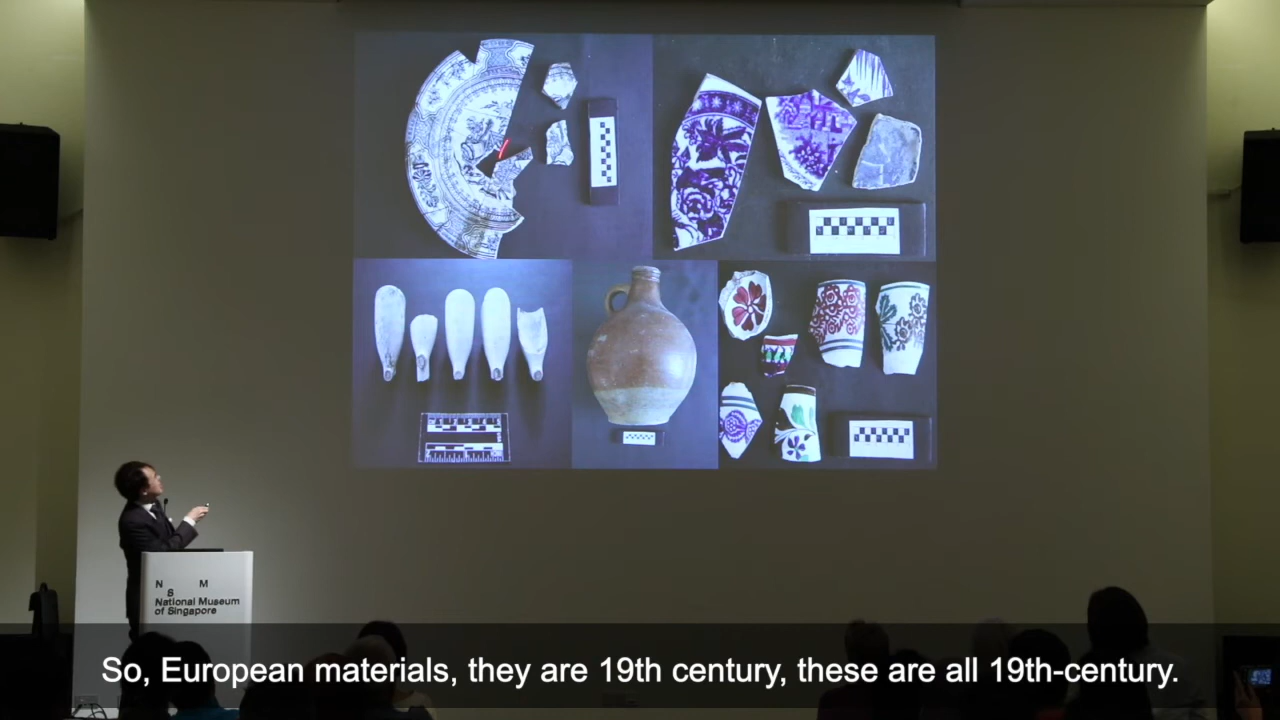 N M
S
National Museum
of Singapore
So, European materials, they are 19th century, these are all 19th-century.